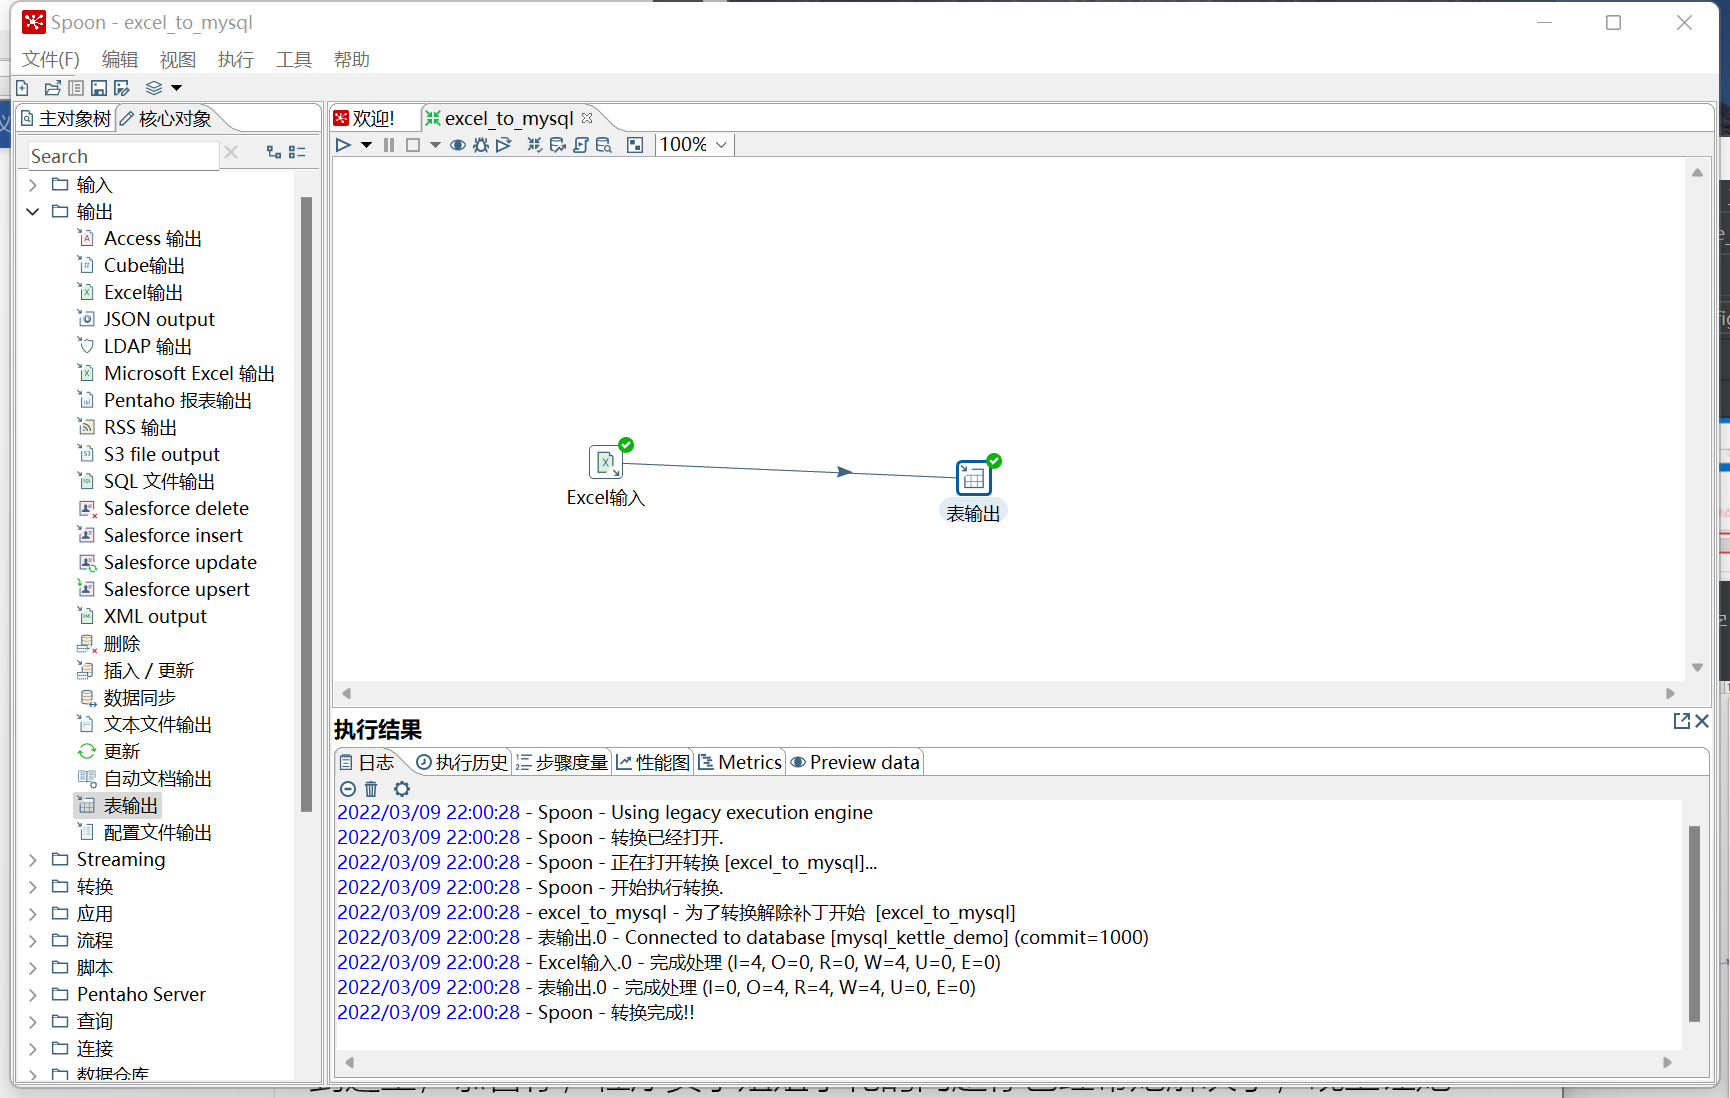 Spoon - excel_to_mysql
文件(F) 编辑 视图 执行 工具 帮助
主对象树 核心对象
Search
输入
输出
Access 输出
Cube输出
Excel输出
JSON output
LDAP 输出
Microsoft Excel 输出
Pentaho 报表输出
RSS 输出
S3 file output
SQL 文件输出
Salesforce delete
Salesforce insert
Salesforce update
Salesforce upsert
XML output
删除
插入 / 更新
数据同步
文本文件输出
更新
自动文档输出
表输出
配置文件输出
Streaming
转换
应用
流程
脚本
Pentaho Server
查询
连接
数据仓库
欢迎! excel_to_mysql
100%
Excel输入
表输出
执行结果
日志 执行历史 步骤度量 性能图 Metrics Preview data
2022/03/09 22:00:28 - Spoon - Using legacy execution engine
2022/03/09 22:00:28 - Spoon - 转换已经打开.
2022/03/09 22:00:28 - Spoon - 正在打开转换 [excel_to_mysql]...
2022/03/09 22:00:28 - Spoon - 开始执行转换.
2022/03/09 22:00:28 - excel_to_mysql - 为了转换解除补丁开始 [excel_to_mysql]
2022/03/09 22:00:28 - 表输出.0 - Connected to database [mysql_kettle_demo] (commit=1000)
2022/03/09 22:00:28 - Excel输入.0 - 完成处理 (I=4, O=0, R=0, W=4, U=0, E=0)
2022/03/09 22:00:28 - 表输出.0 - 完成处理 (I=0, O=4, R=4, W=4, U=0, E=0)
2022/03/09 22:00:28 - Spoon - 转换完成!!